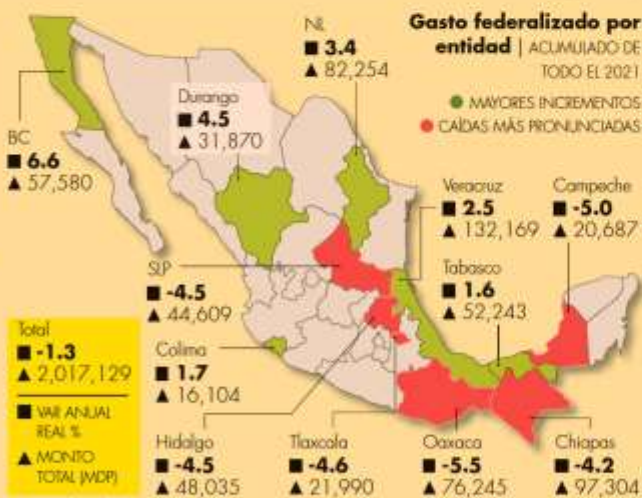 Gasto federalizado por
entidad | ACUMULADO DE
TODO EL 2021
● MAYORES INCREMENTOS
● CAÍDAS MÁS PRONUNCIADAS
NL
■ 3.4
▲ 82,254
Durango
■ 4.5
▲ 31,870
BC
■ 6.6
▲ 57,580
Veracruz
■ 2.5
▲ 132,169
Campeche
■ -5.0
▲ 20,687
Tabasco
■ 1.6
▲ 52,243
SLP
■ -4.5
▲ 44,609
Total
■ -1.3
▲ 2,017,129
■ VAR ANUAL
REAL %
▲ MONTO
TOTAL (MDP)
Colima
■ 1.7
▲ 16,104
Hidalgo
■ -4.5
▲ 48,035
Tlaxcala
■ -4.6
▲ 21,990
Oaxaca
■ -5.5
▲ 76,245
Chiapas
■ -4.2
▲ 97,304